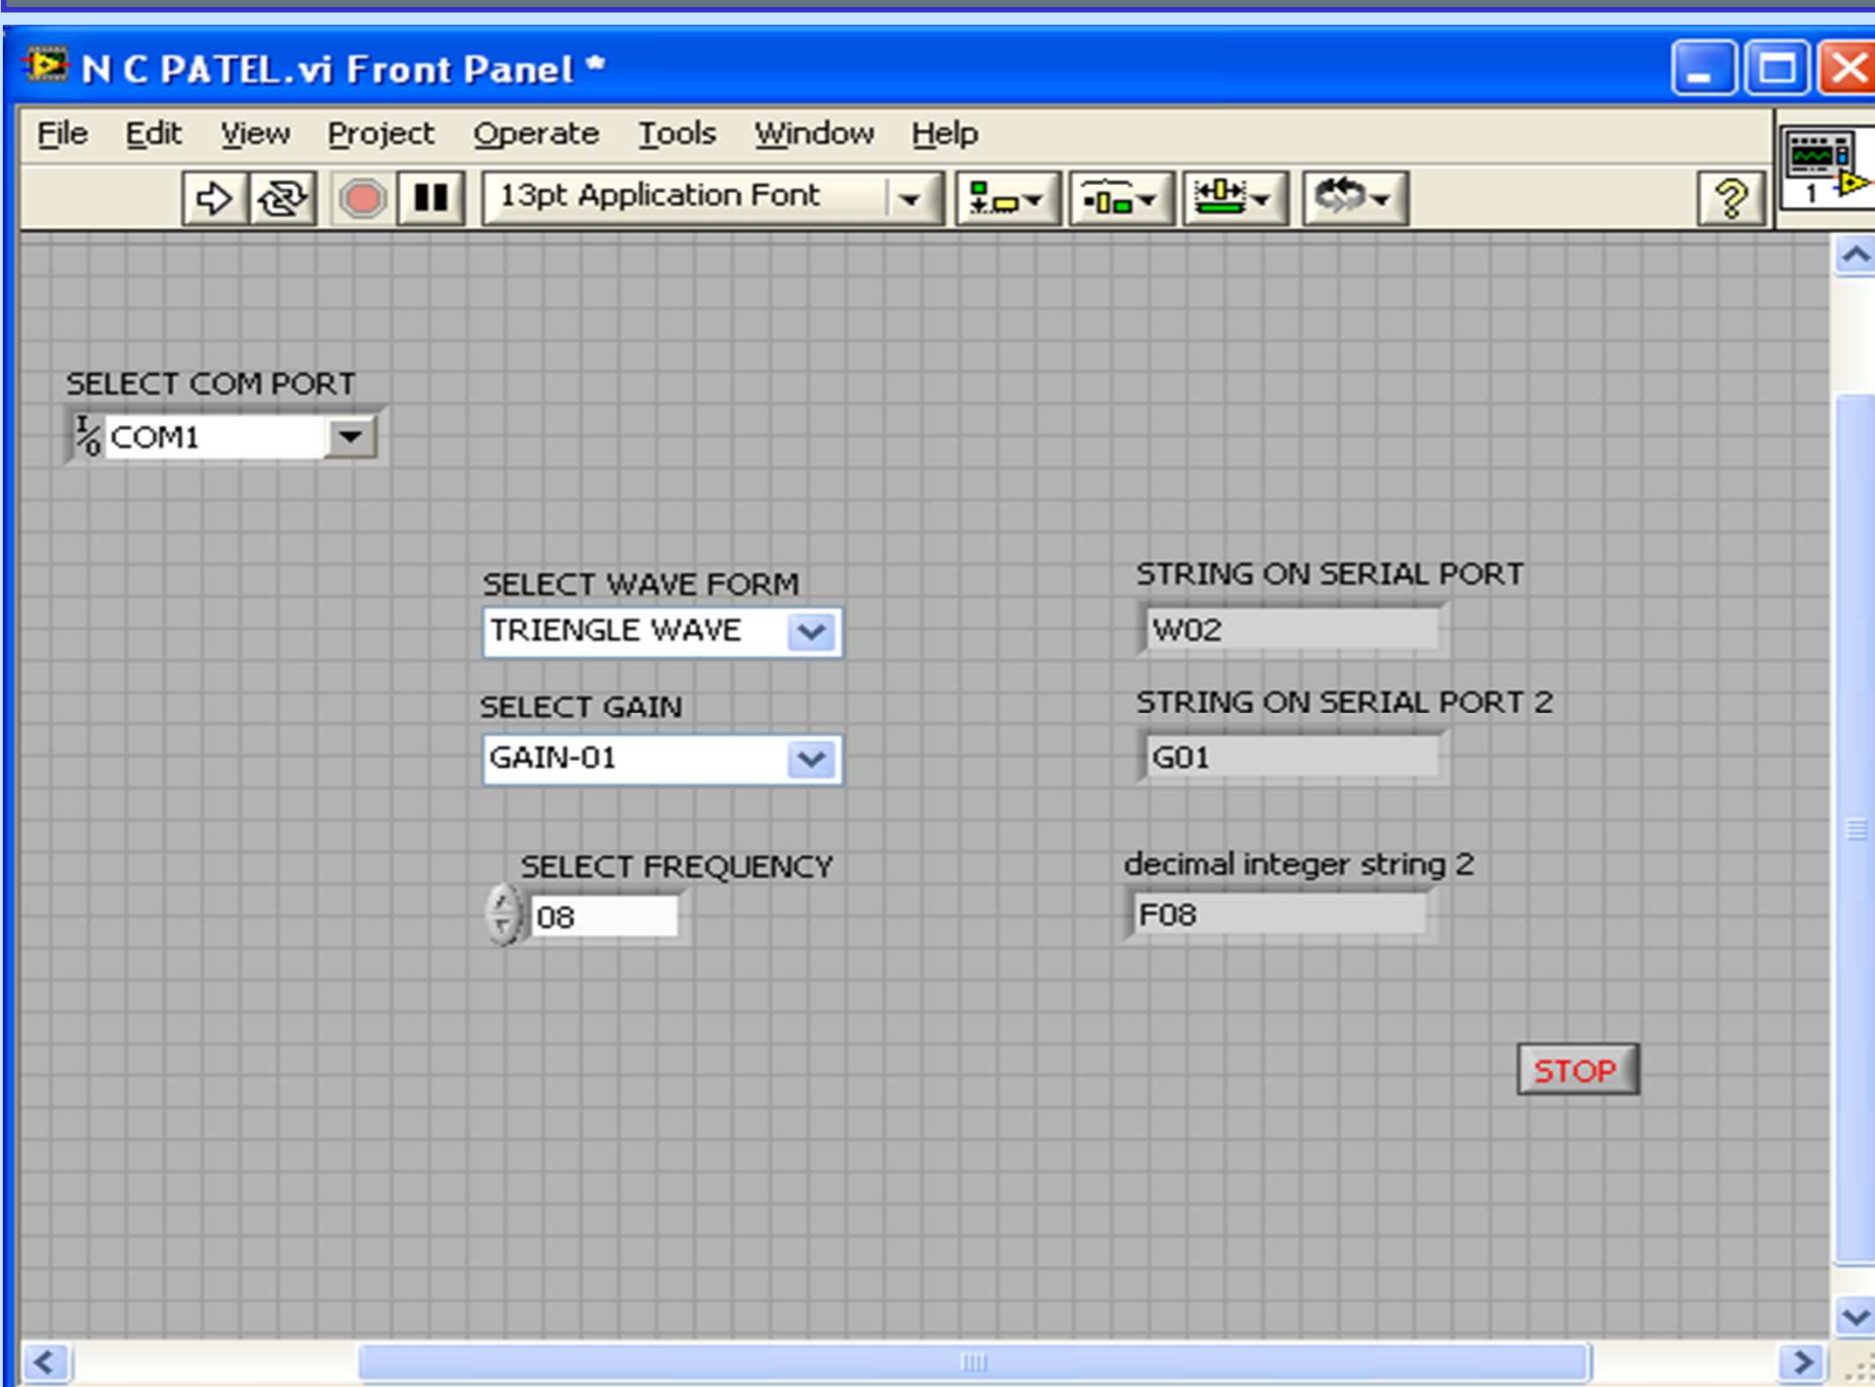 N C PATEL.vi Front Panel *
File Edit View Project Operate Tools Window Help
13pt Application Font
?
1
SELECT COM PORT
I/O COM1
SELECT WAVE FORM
TRIENGLE WAVE
STRING ON SERIAL PORT
W02
SELECT GAIN
GAIN-01
STRING ON SERIAL PORT 2
G01
SELECT FREQUENCY
08
decimal integer string 2
F08
STOP